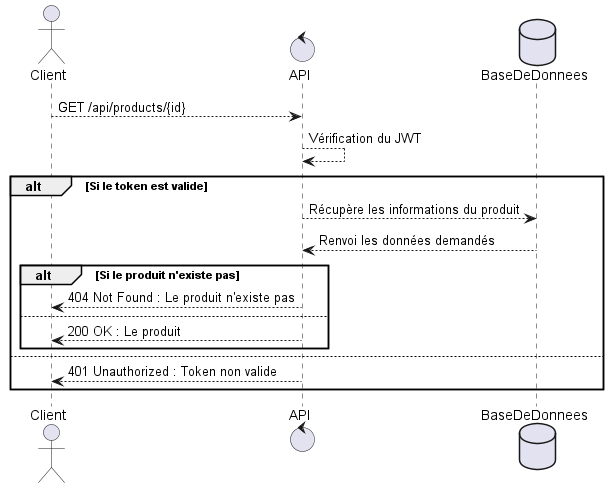 Client
API
BaseDeDonnees
GET /api/products/{id}
Vérification du JWT
alt
[Si le token est valide]
Récupère les informations du produit
Renvoi les données demandés
alt
[Si le produit n'existe pas]
404 Not Found : Le produit n'existe pas
200 OK : Le produit
401 Unauthorized : Token non valide
Client
API
BaseDeDonnees